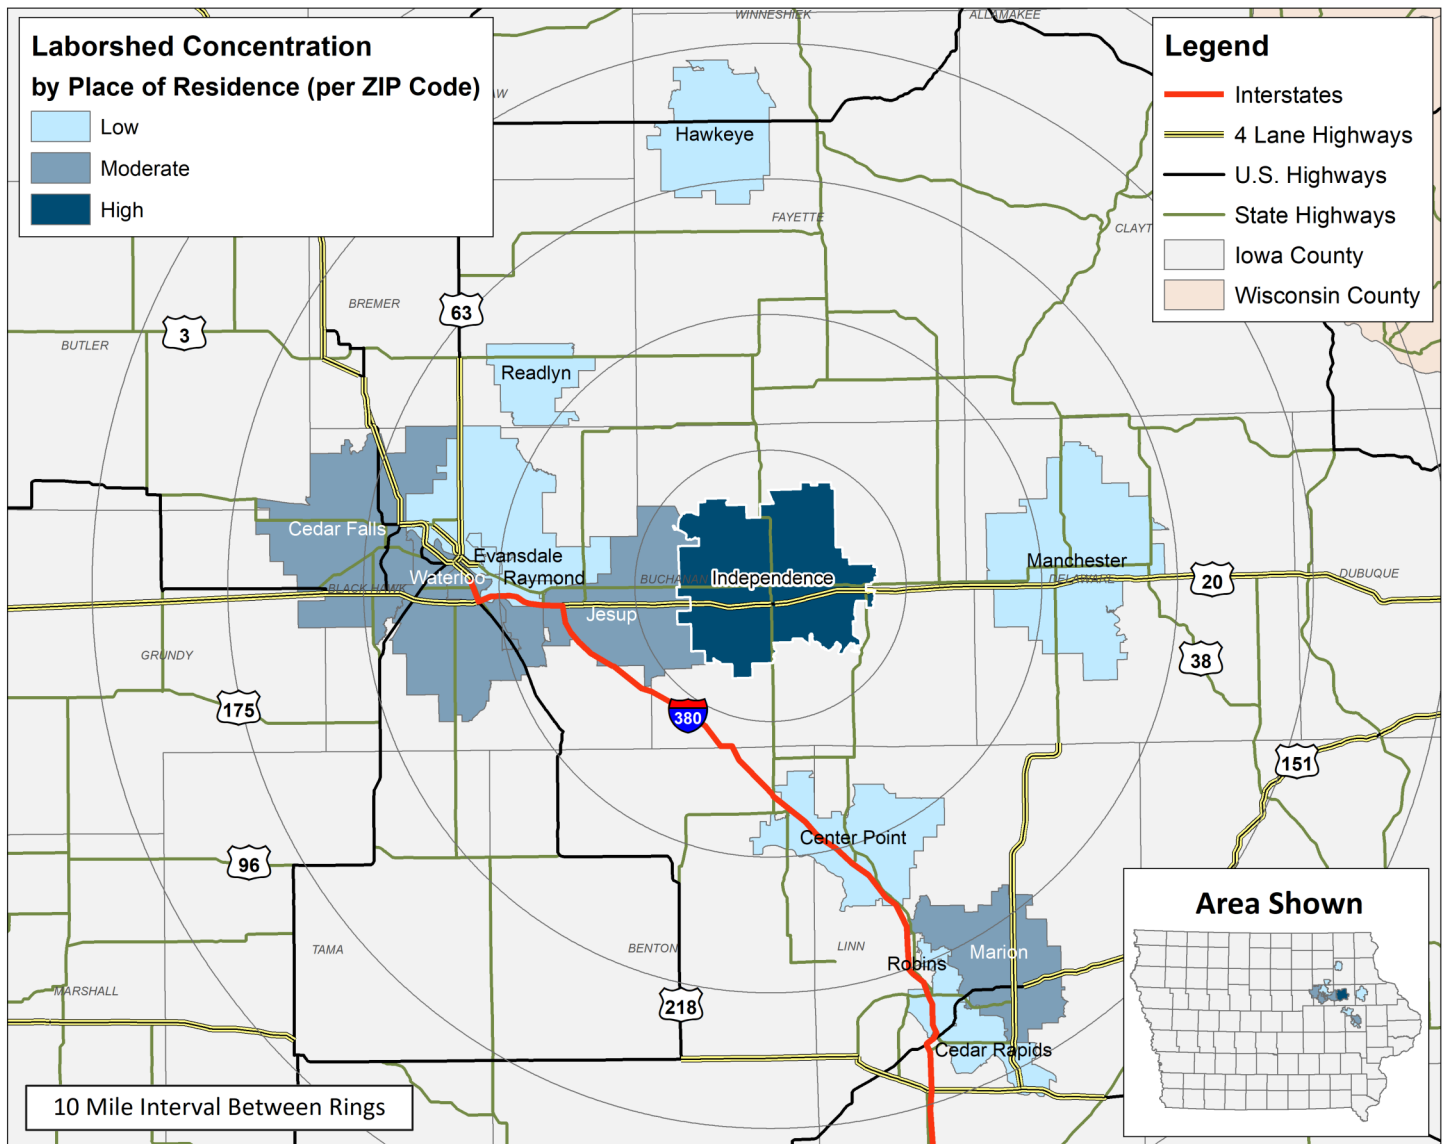 Laborshed Concentration
by Place of Residence (per ZIP Code)
Low
Moderate
High
Legend
Interstates
4 Lane Highways
U.S. Highways
State Highways
Iowa County
Wisconsin County
WINNESHIEK
ALLAMAKEE
AW
Hawkeye
FAYETTE
CLAYT
BREMER
63
3
BUTLER
Readlyn
Cedar Falls
Evansdale
Manchester
Waterloo
Raymond
BUCHANAN
Independence
DELAWARE
20
DUBUQUE
BLACK HAWK
Jesup
GRUNDY
38
175
380
151
Center Point
96
TAMA
BENTON
LINN
Marion
Robins
MARSHALL
218
Cedar Rapids
Area Shown
10 Mile Interval Between Rings